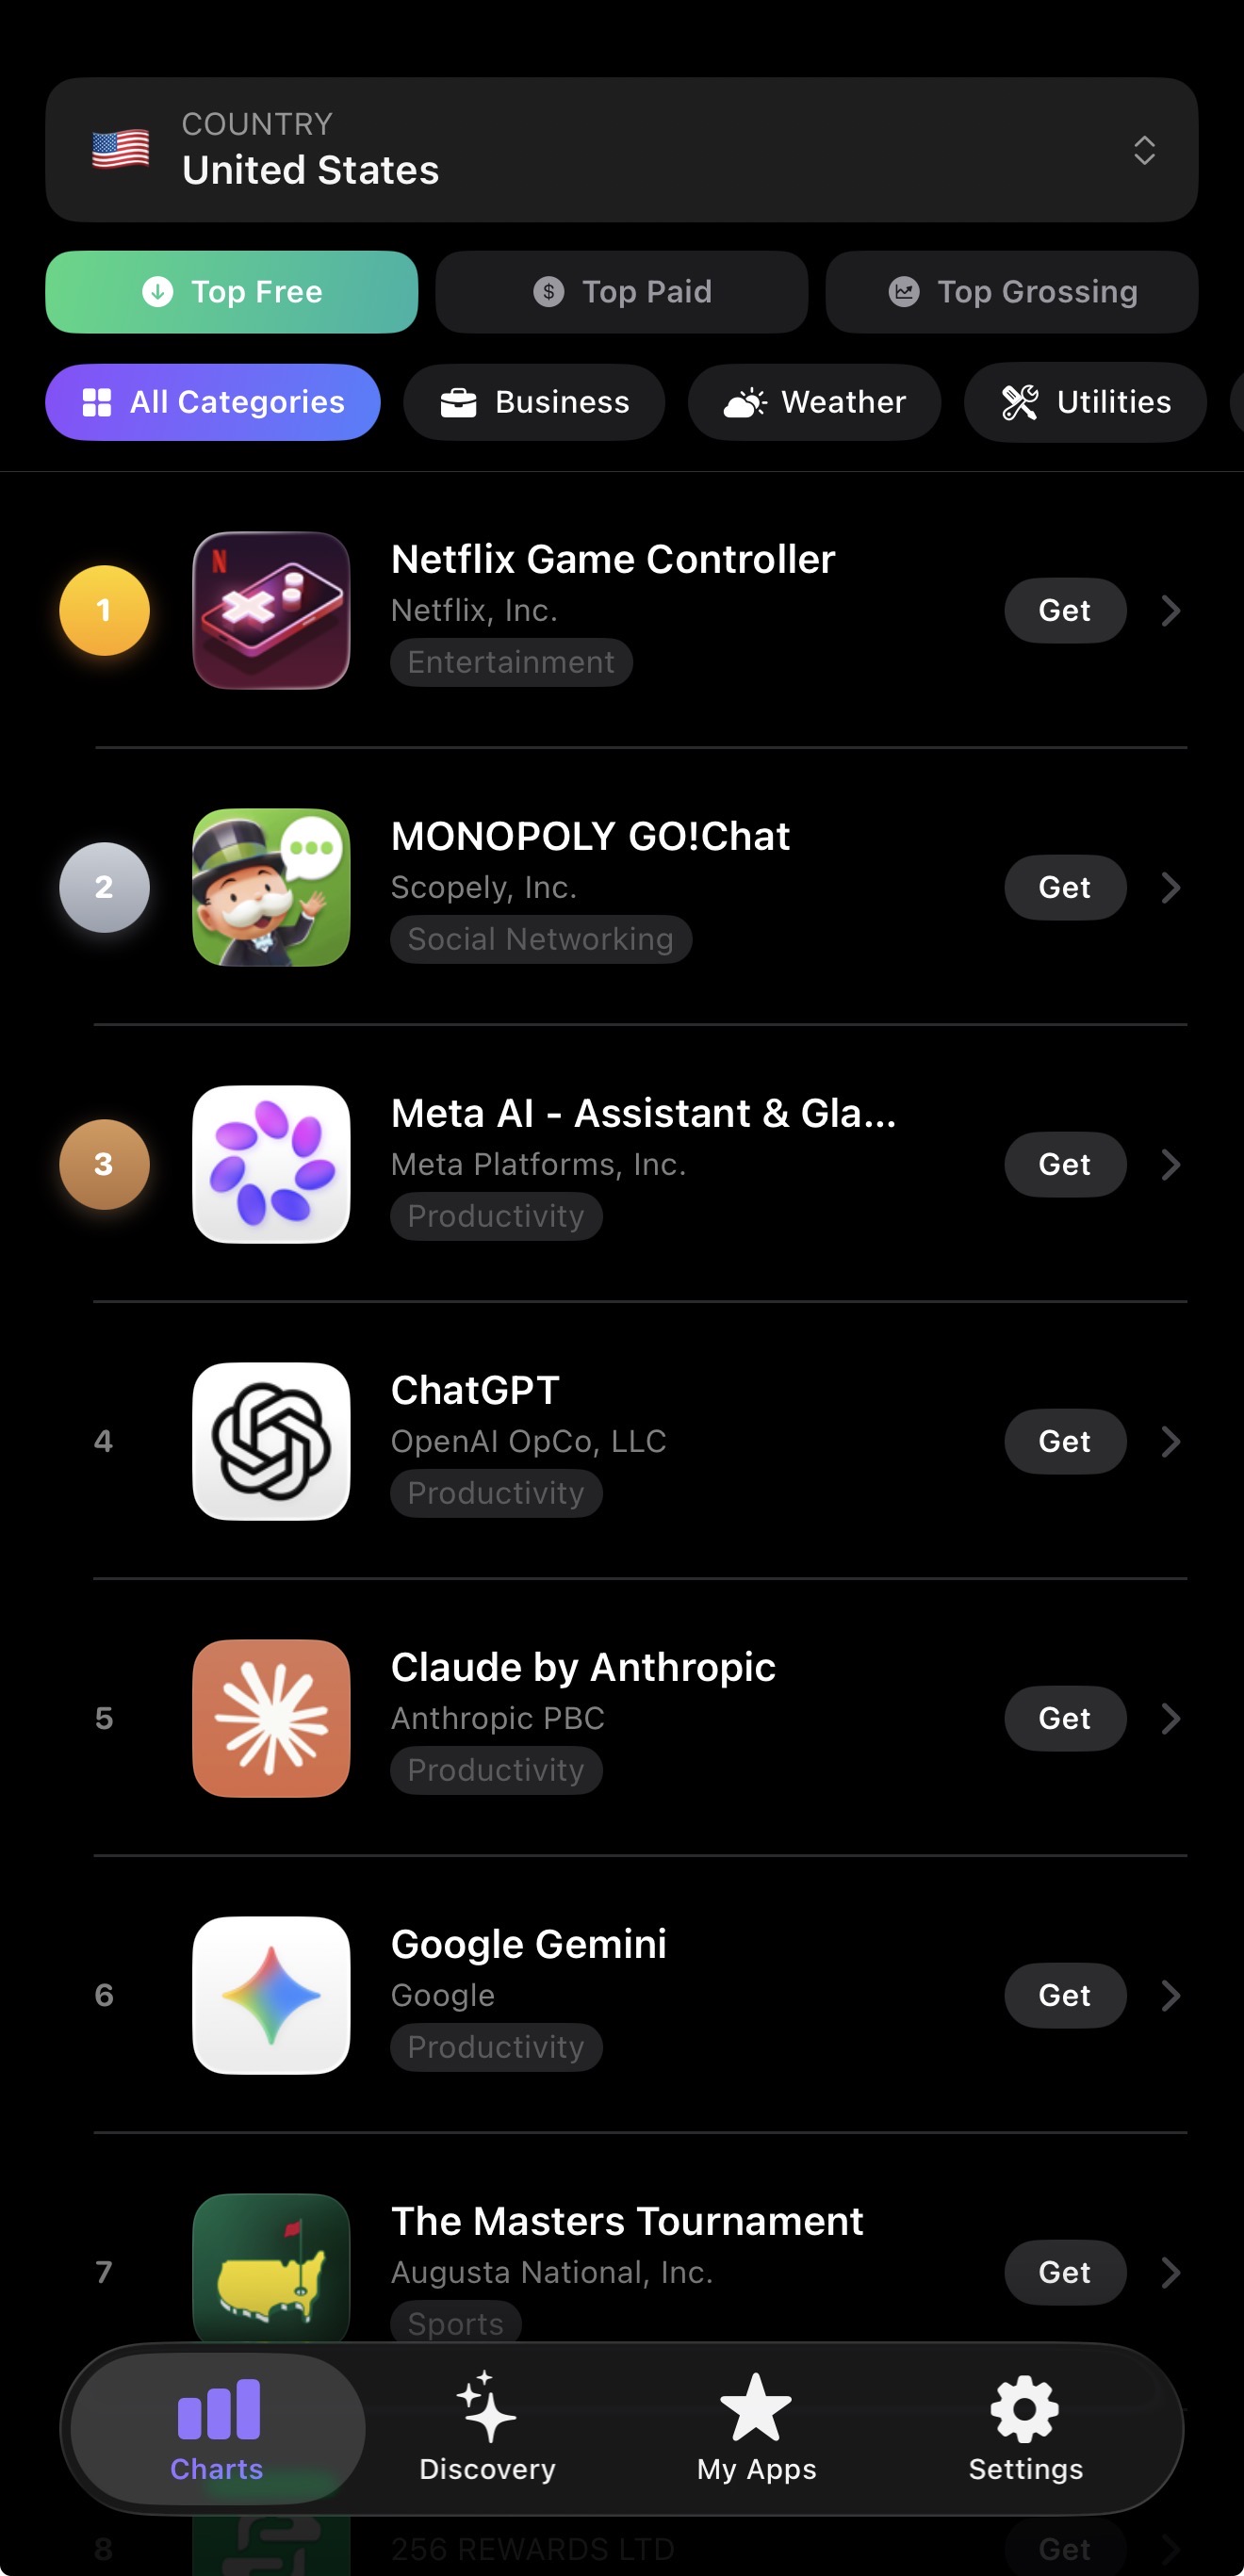 COUNTRY
United States
Top Free
Top Paid
Top Grossing
All Categories
Business
Weather
Utilities
1
N
Netflix Game Controller
Netflix, Inc.
Entertainment
Get
2
MONOPOLY GO!Chat
Scopely, Inc.
Social Networking
Get
3
Meta AI - Assistant & Gla...
Meta Platforms, Inc.
Productivity
Get
4
ChatGPT
OpenAI OpCo, LLC
Productivity
Get
5
Claude by Anthropic
Anthropic PBC
Productivity
Get
6
Google Gemini
Google
Productivity
Get
7
The Masters Tournament
Augusta National, Inc.
Sports
Get
Charts
Discovery
My Apps
Settings
8
256 REWARDS LTD
Get